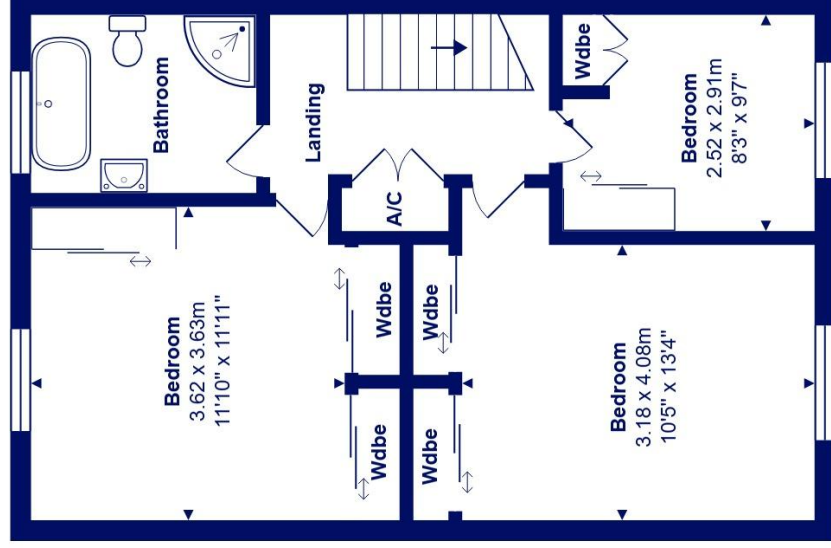 Bathroom
Landing
Wdbe
Bedroom
2.52 x 2.91m
8'3" x 9'7"
A/C
Bedroom
3.62 x 3.63m
11'10" x 11'11"
Wdbe
Wdbe
Wdbe
Wdbe
Bedroom
3.18 x 4.08m
10'5" x 13'4"